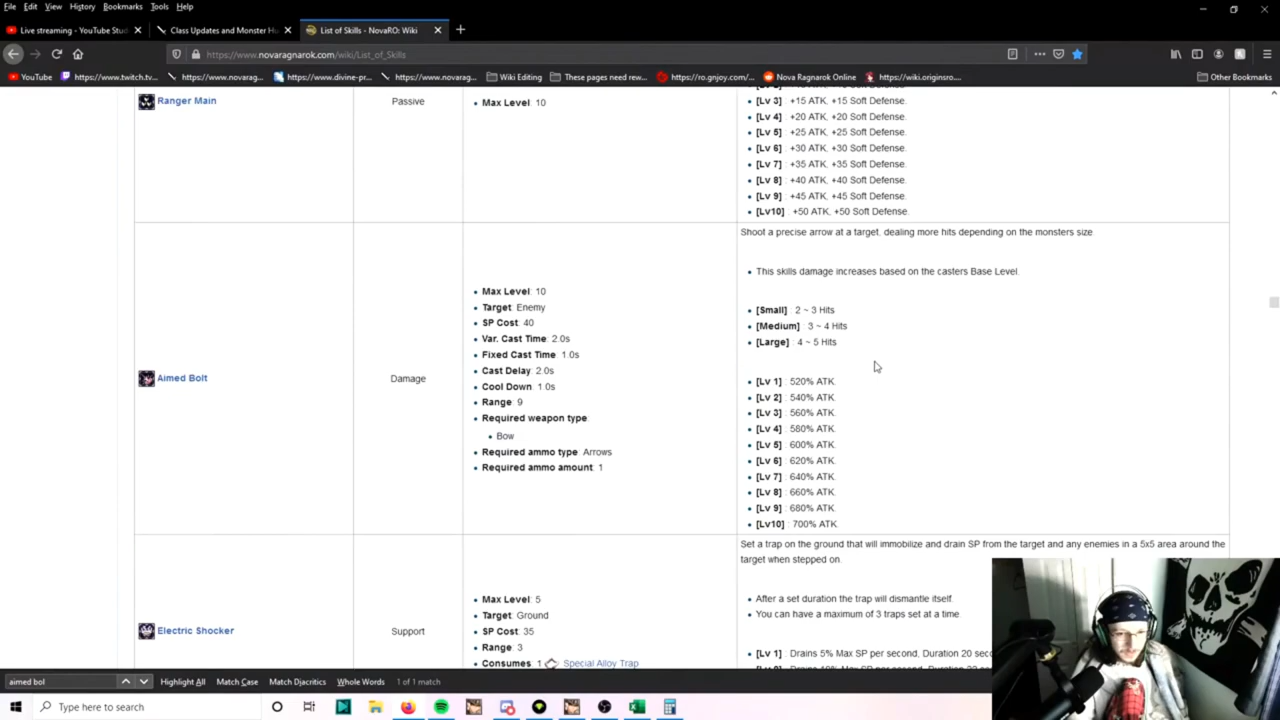 File Edit View History Bookmarks Tools Help
Live streaming - YouTube Stud
Class Updates and Monster Hu
List of Skills - NovaRO: Wiki
https://www.novaragnarok.com/wiki/List_of_Skills
YouTube
https://www.twitch.tv...
https://www.novarag...
https://www.divine-pr...
https://www.novarag...
Wiki Editing
These pages need rew...
https://ro.gnjoy.com/...
Nova Ragnarok Online
https://wiki.originsro...
Other Bookmarks
Ranger Main
Passive
Max Level: 10
[Lv 3] : +15 ATK, +15 Soft Defense.
[Lv 4] : +20 ATK, +20 Soft Defense.
[Lv 5] : +25 ATK, +25 Soft Defense.
[Lv 6] : +30 ATK, +30 Soft Defense.
[Lv 7] : +35 ATK, +35 Soft Defense.
[Lv 8] : +40 ATK, +40 Soft Defense.
[Lv 9] : +45 ATK, +45 Soft Defense.
[Lv10] : +50 ATK, +50 Soft Defense.
Aimed Bolt
Damage
Max Level: 10
Target: Enemy
SP Cost: 40
Var. Cast Time: 2.0s
Fixed Cast Time: 1.0s
Cast Delay: 2.0s
Cool Down: 1.0s
Range: 9
Required weapon type:
Bow
Required ammo type: Arrows
Required ammo amount: 1
Shoot a precise arrow at a target, dealing more hits depending on the monsters size
This skills damage increases based on the casters Base Level.
[Small] : 2 ~ 3 Hits
[Medium] : 3 ~ 4 Hits
[Large] : 4 ~ 5 Hits
[Lv 1] : 520% ATK.
[Lv 2] : 540% ATK.
[Lv 3] : 560% ATK.
[Lv 4] : 580% ATK.
[Lv 5] : 600% ATK.
[Lv 6] : 620% ATK.
[Lv 7] : 640% ATK.
[Lv 8] : 660% ATK.
[Lv 9] : 680% ATK.
[Lv10] : 700% ATK.
Electric Shocker
Support
Max Level: 5
Target: Ground
SP Cost: 35
Range: 3
Consumes: 1 Special Alloy Trap
Set a trap on the ground that will immobilize and drain SP from the target and any enemies in a 5x5 area around the
target when stepped on.
After a set duration the trap will dismantle itself.
You can have a maximum of 3 traps set at a time.
[Lv 1] : Drains 5% Max SP per second, Duration 20 sec
aimed bol
Highlight All Match Case Match Diacritics Whole Words 1 of 1 match
Type here to search